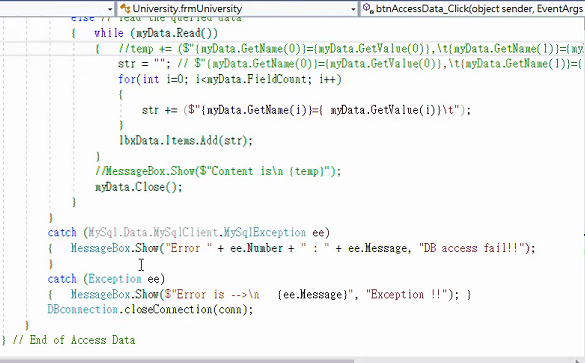 University.frmUniversity
btnAccessData_Click(object sender, EventArgs
else // read the queried data
{ while (myData.Read())
{ //temp += ($"{myData.GetName(0)}={myData.GetValue(0)},\t{myData.GetName(1)}={my
str = ""; // $"{myData.GetName(0)}={myData.GetValue(0)},\t{myData.GetName(1)}={
for(int i=0; i<myData.FieldCount; i++)
{
str += ($"{myData.GetName(i)}={ myData.GetValue(i)}\t");
}
lbxData.Items.Add(str);
}
//MessageBox.Show($"Content is\n {temp}");
myData.Close();
}
}
catch (MySql.Data.MySqlClient.MySqlException ee)
{ MessageBox.Show("Error " + ee.Number + " : " + ee.Message, "DB access fail!!");
}
catch (Exception ee)
{ MessageBox.Show($"Error is -->\n {ee.Message}", "Exception !!"); }
DBconnection.closeConnection(conn);
}
} // End of Access Data